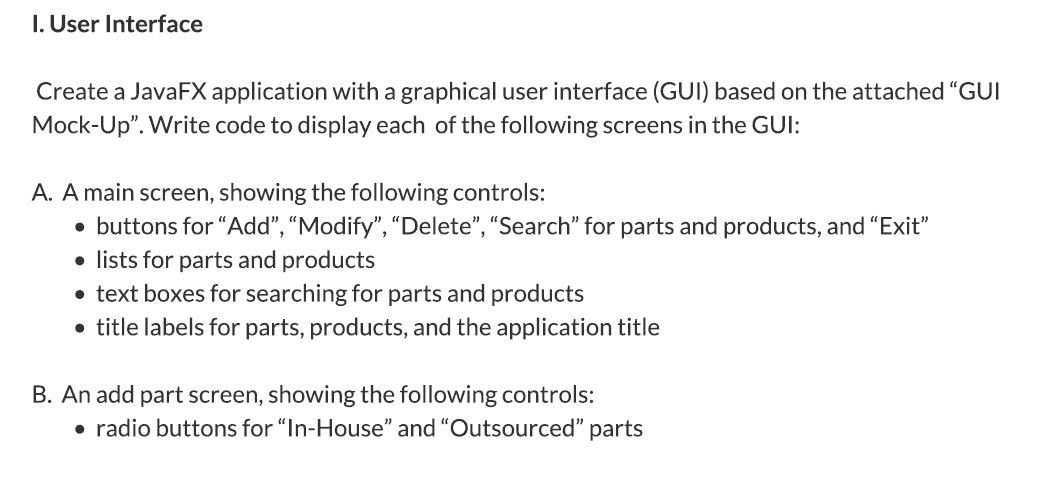 I. User Interface
Create a JavaFX application with a graphical user interface (GUI) based on the attached “GUI
Mock-Up”. Write code to display each of the following screens in the GUI:
A. A main screen, showing the following controls:
• buttons for “Add”, “Modify”, “Delete”, “Search” for parts and products, and “Exit”
• lists for parts and products
• text boxes for searching for parts and products
• title labels for parts, products, and the application title
B. An add part screen, showing the following controls:
• radio buttons for “In-House” and “Outsourced” parts